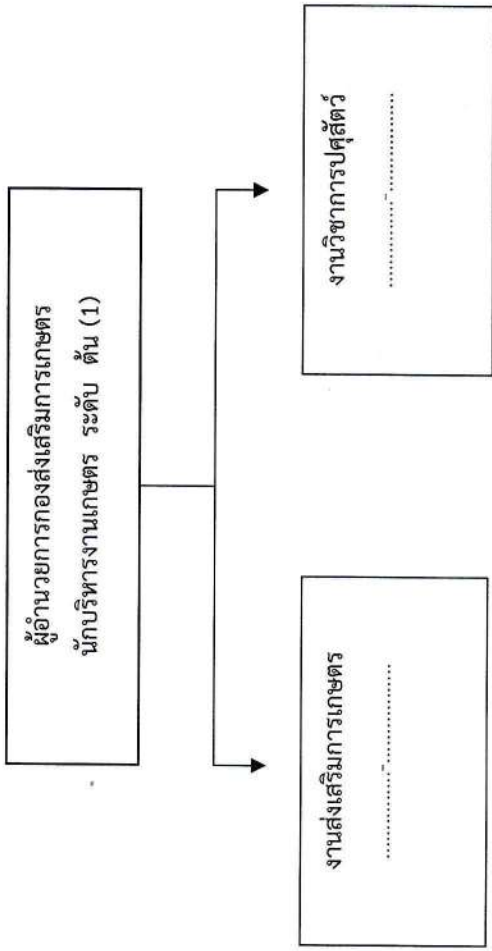 ผู้อำนวยการกองส่งเสริมการเกษตร
นักบริหารงานเกษตร ระดับ ต้น (1)
งานส่งเสริมการเกษตร
.................-..................
งานวิชาการปศุสัตว์
.................-..................